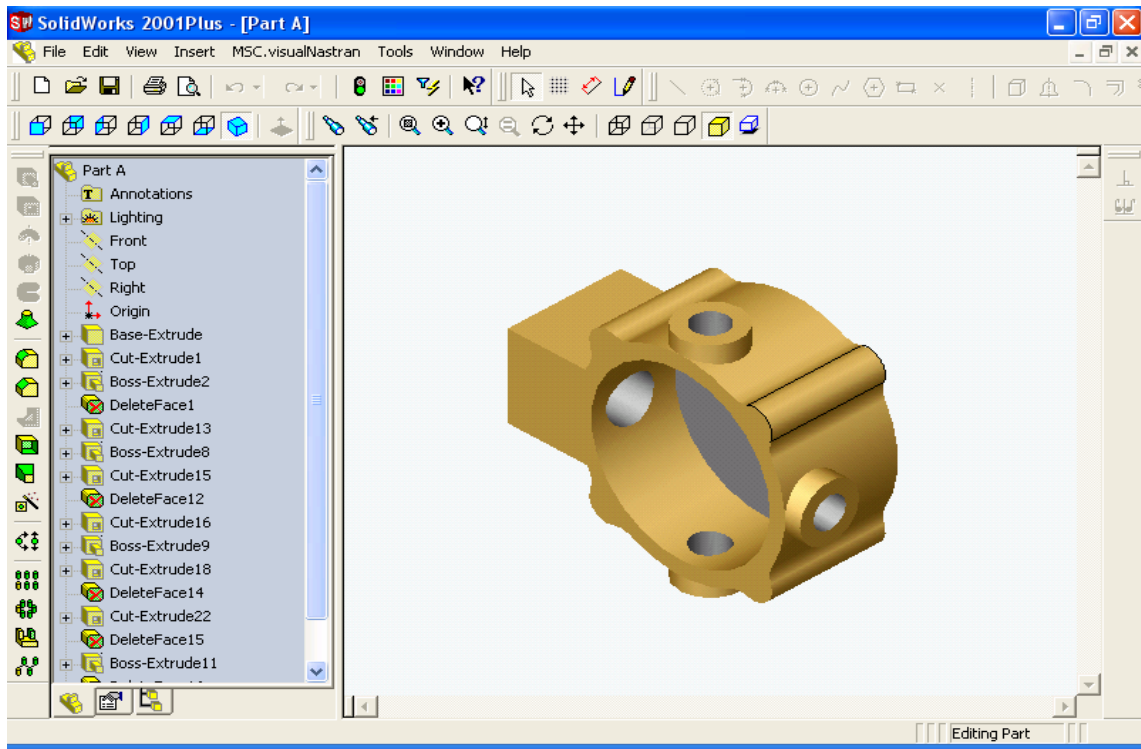 SW SolidWorks 2001Plus - [Part A]
File Edit View Insert MSC.visualNastran Tools Window Help
Part A
T Annotations
Lighting
Front
Top
Right
Origin
Base-Extrude
Cut-Extrude1
Boss-Extrude2
DeleteFace1
Cut-Extrude13
Boss-Extrude8
Cut-Extrude15
DeleteFace12
Cut-Extrude16
Boss-Extrude9
Cut-Extrude18
DeleteFace14
Cut-Extrude22
DeleteFace15
Boss-Extrude11
Editing Part